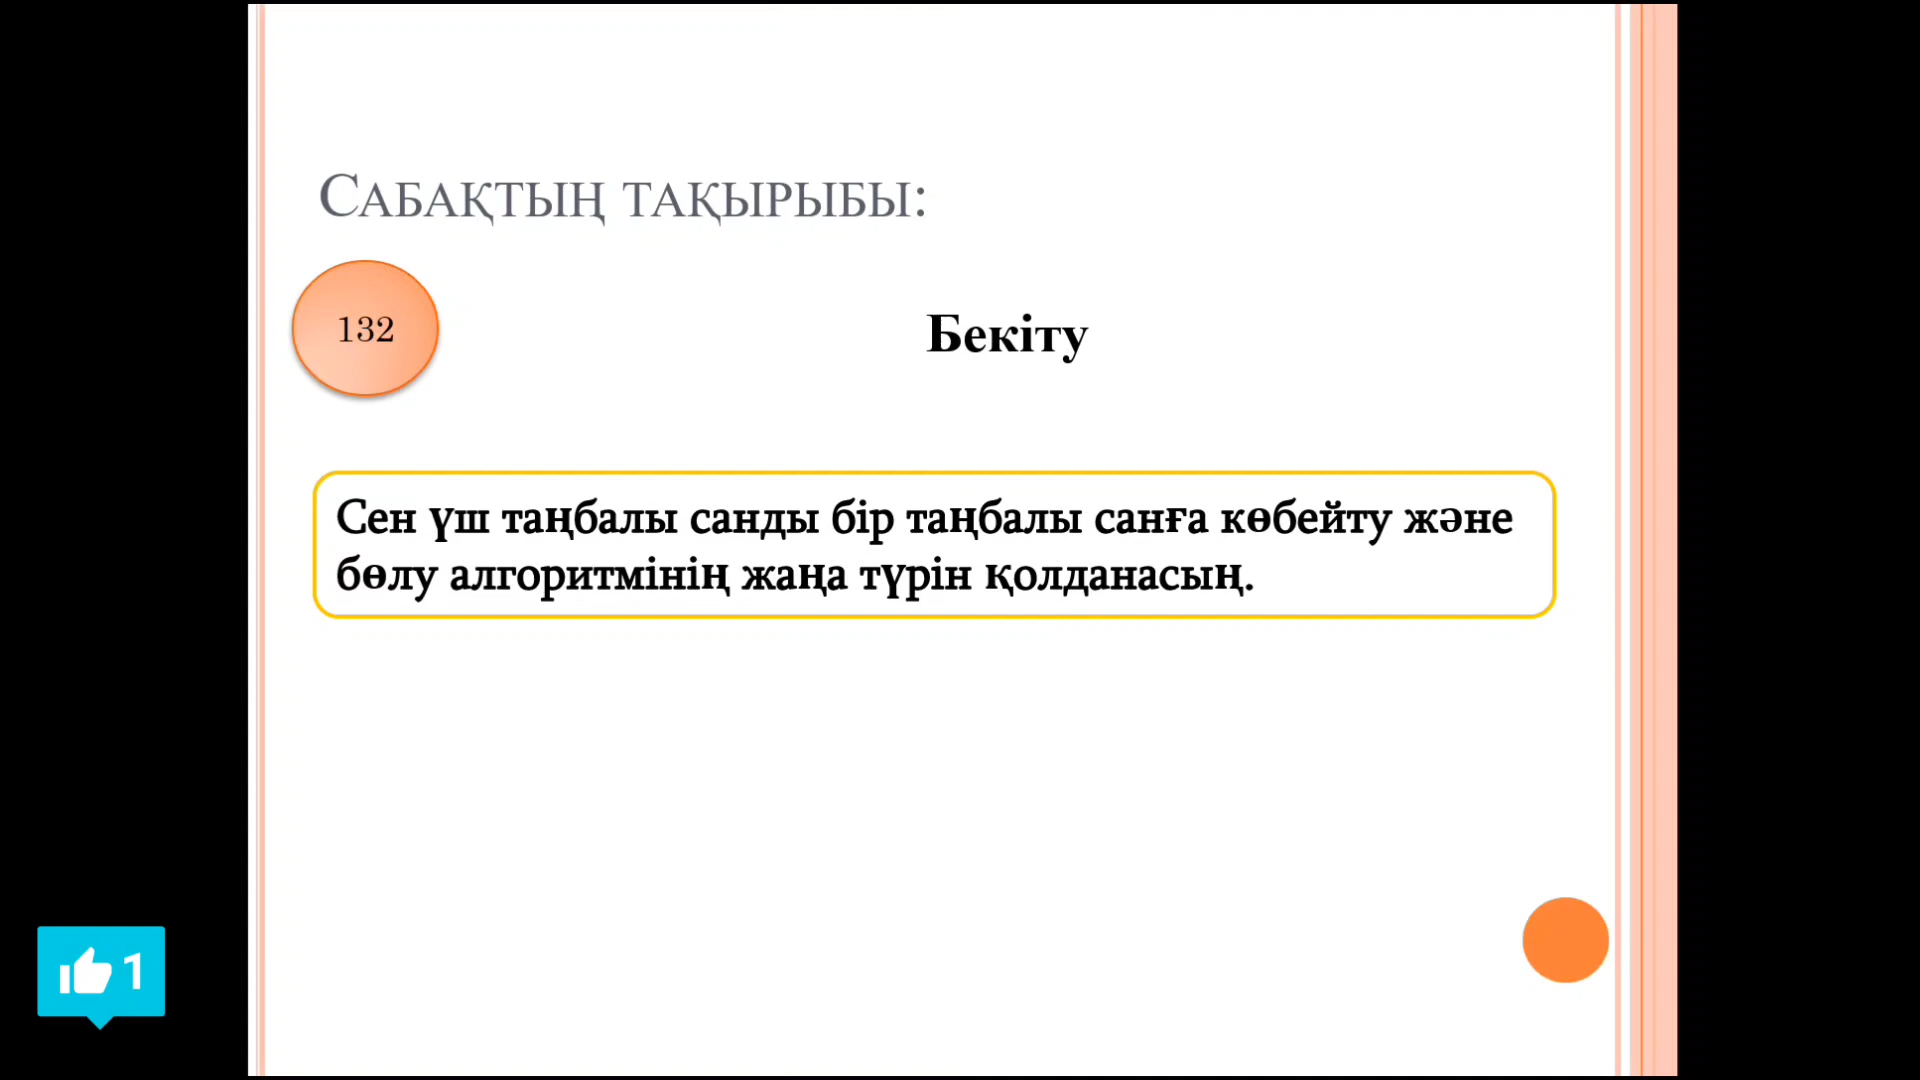 Сабақтың тақырыбы:
132
Бекіту
Сен үш таңбалы санды бір таңбалы санға көбейту және
бөлу алгоритмінің жаңа түрін қолданасың.
1